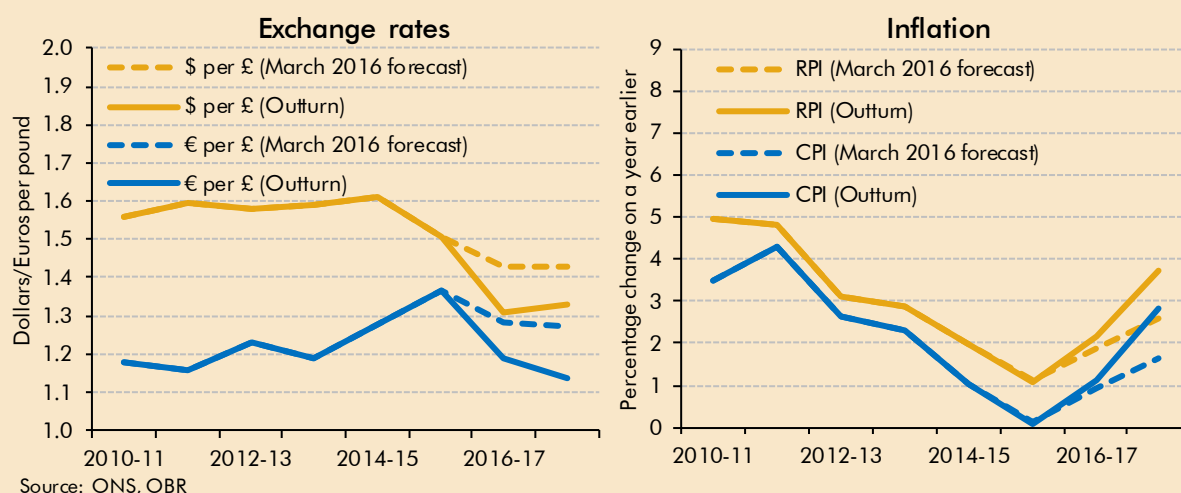 Exchange rates
2.0
1.9
1.8
1.7
1.6
1.5
1.4
1.3
1.2
1.1
1.0
Dollars/Euros per pound
$ per £ (March 2016 forecast)
$ per £ (Outturn)
€ per £ (March 2016 forecast)
€ per £ (Outturn)
2010-11 2012-13 2014-15 2016-17
Source: ONS, OBR
Inflation
9
8
7
6
5
4
3
2
1
0
Percentage change on a year earlier
RPI (March 2016 forecast)
RPI (Outturn)
CPI (March 2016 forecast)
CPI (Outturn)
2010-11 2012-13 2014-15 2016-17